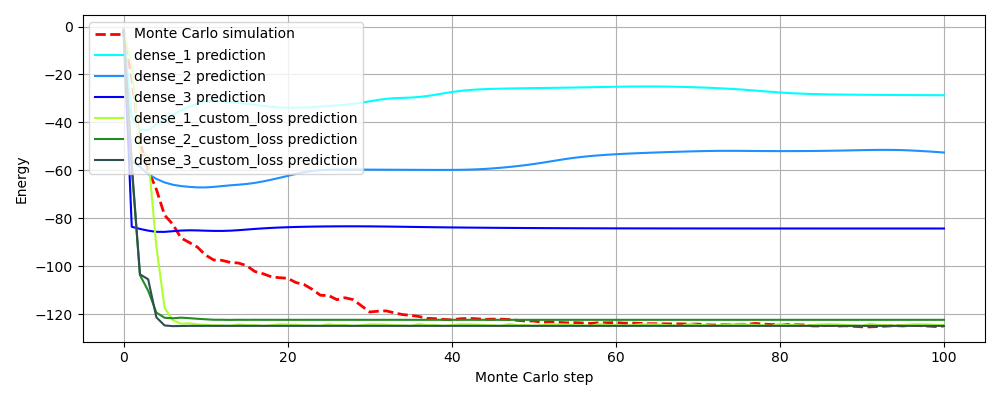 0
−20
−40
−60
−80
−100
−120
Energy
Monte Carlo simulation
dense_1 prediction
dense_2 prediction
dense_3 prediction
dense_1_custom_loss prediction
dense_2_custom_loss prediction
dense_3_custom_loss prediction
0 20 40 60 80 100
Monte Carlo step